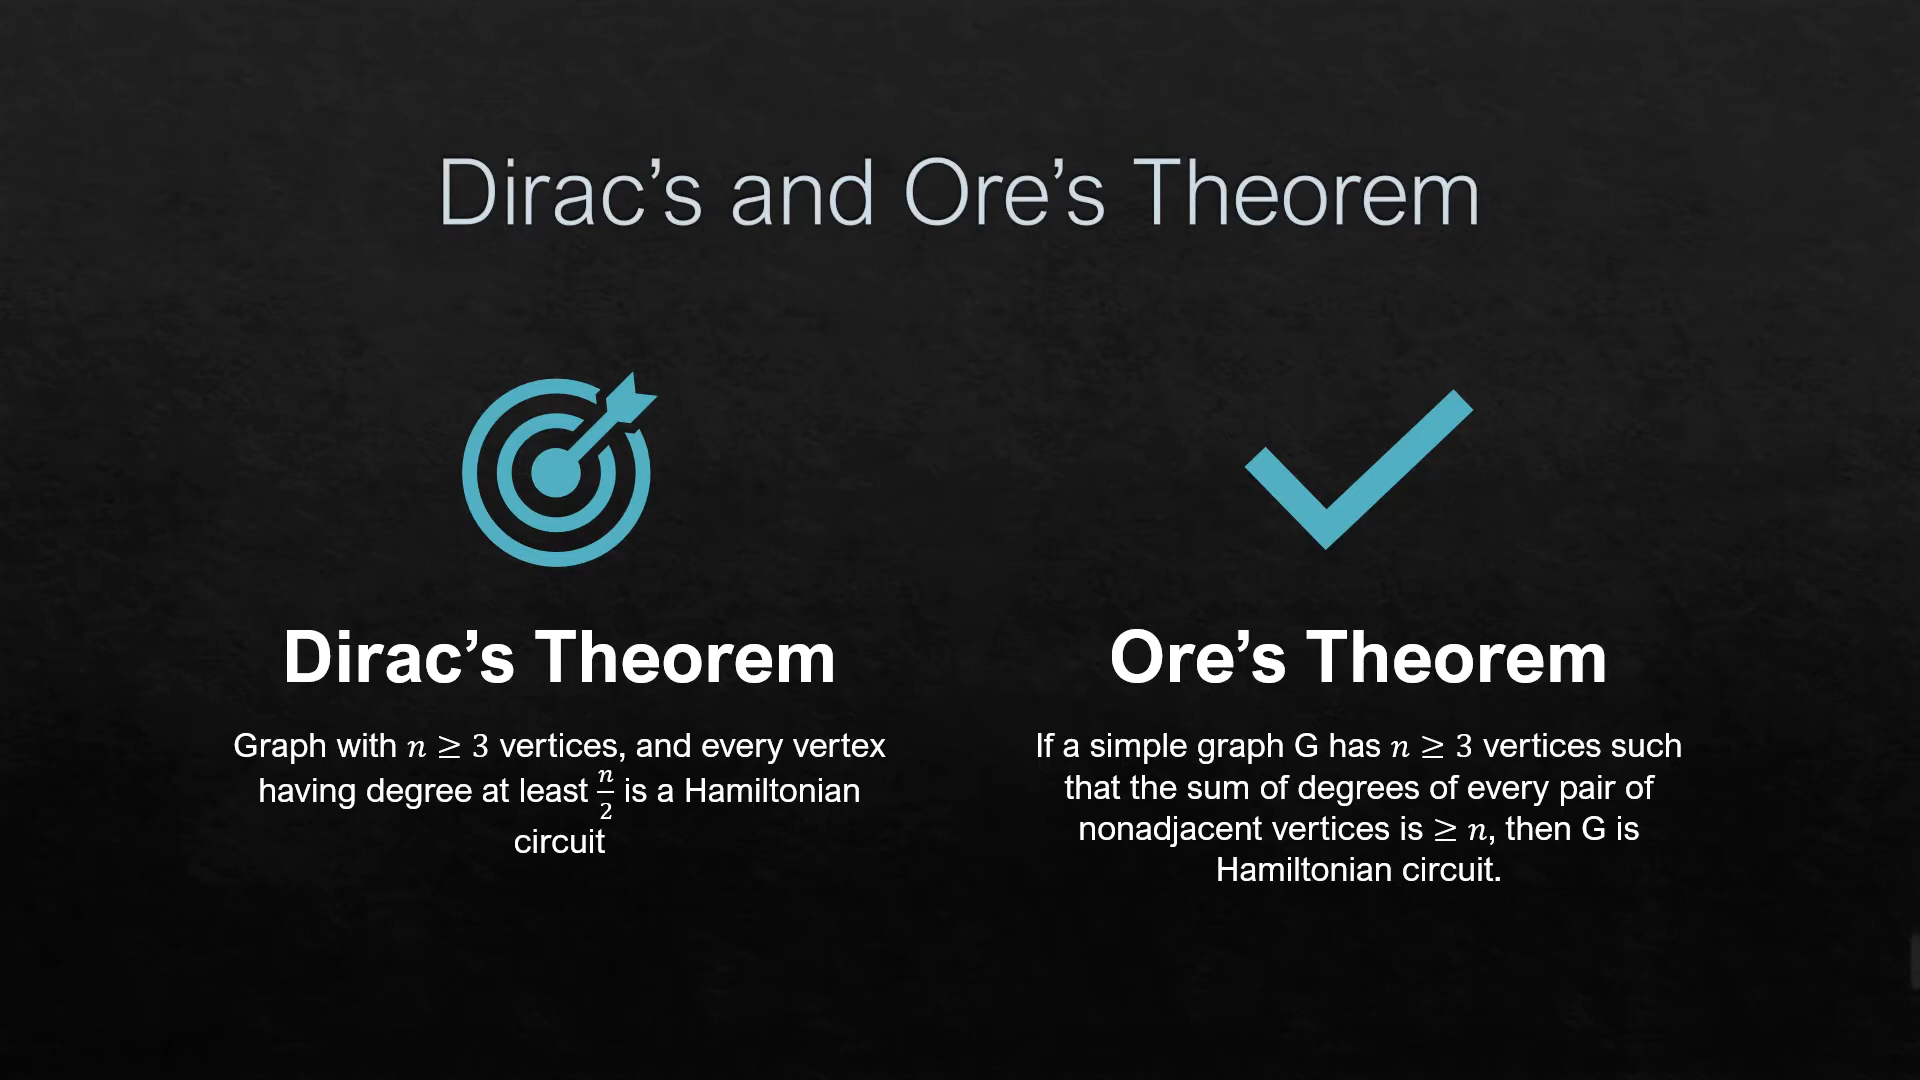 Dirac’s and Ore’s Theorem
Dirac’s Theorem
Graph with n ≥ 3 vertices, and every vertex
having degree at least n/2 is a Hamiltonian
circuit
Ore’s Theorem
If a simple graph G has n ≥ 3 vertices such
that the sum of degrees of every pair of
nonadjacent vertices is ≥ n, then G is
Hamiltonian circuit.